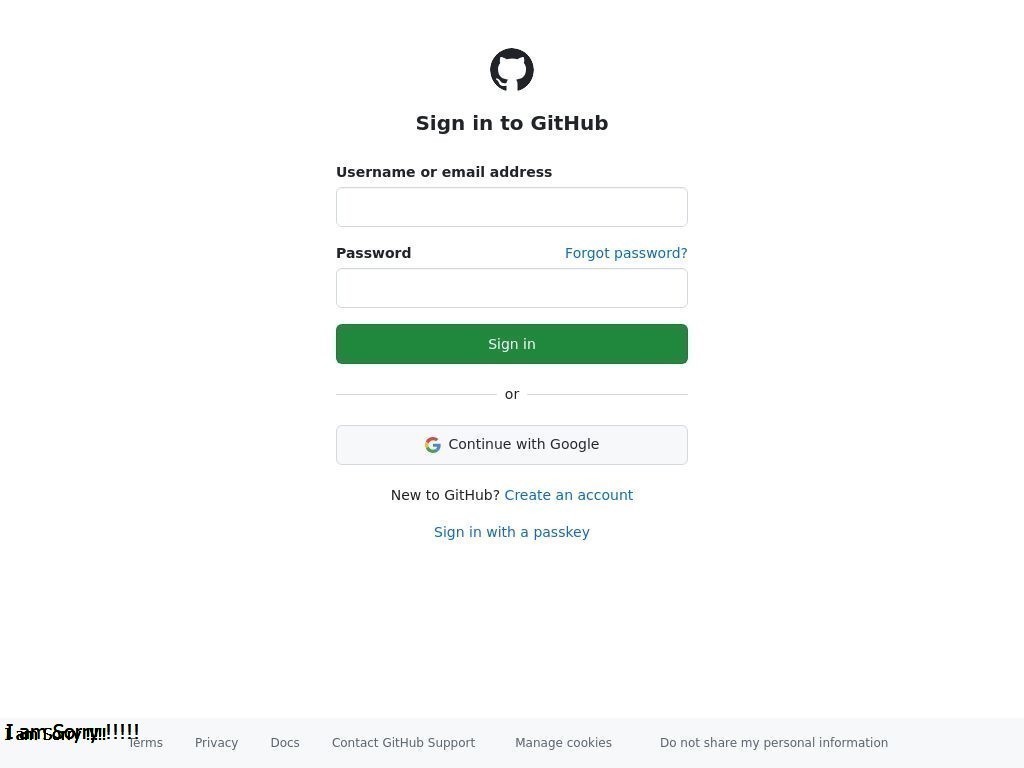 Sign in to GitHub
Username or email address
Password Forgot password?
Sign in
or
Continue with Google
New to GitHub? Create an account
Sign in with a passkey
I am Sorry !!!!!
I am Sorry !!!!!
Terms Privacy Docs Contact GitHub Support Manage cookies Do not share my personal information